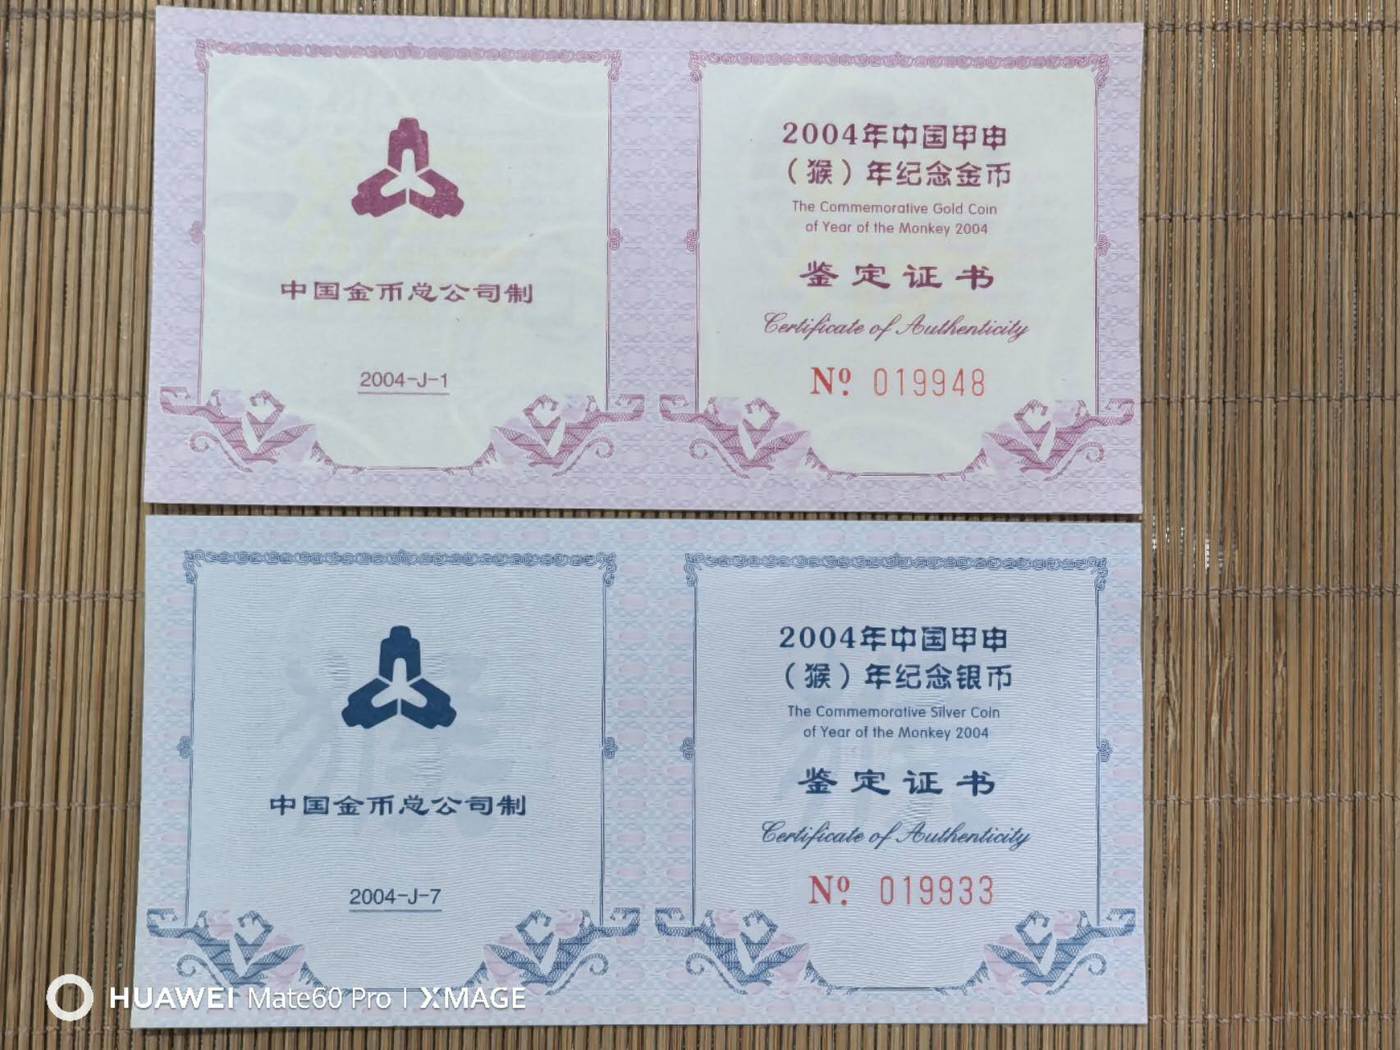 中国金币总公司制
2004-J-1
2004年中国甲申
（猴）年纪念金币
The Commemorative Gold Coin
of Year of the Monkey 2004
鉴定证书
Certificate of Authenticity
Nº 019948
中国金币总公司制
2004-J-7
2004年中国甲申
（猴）年纪念银币
The Commemorative Silver Coin
of Year of the Monkey 2004
鉴定证书
Certificate of Authenticity
Nº 019933
HUAWEI Mate60 Pro | XMAGE